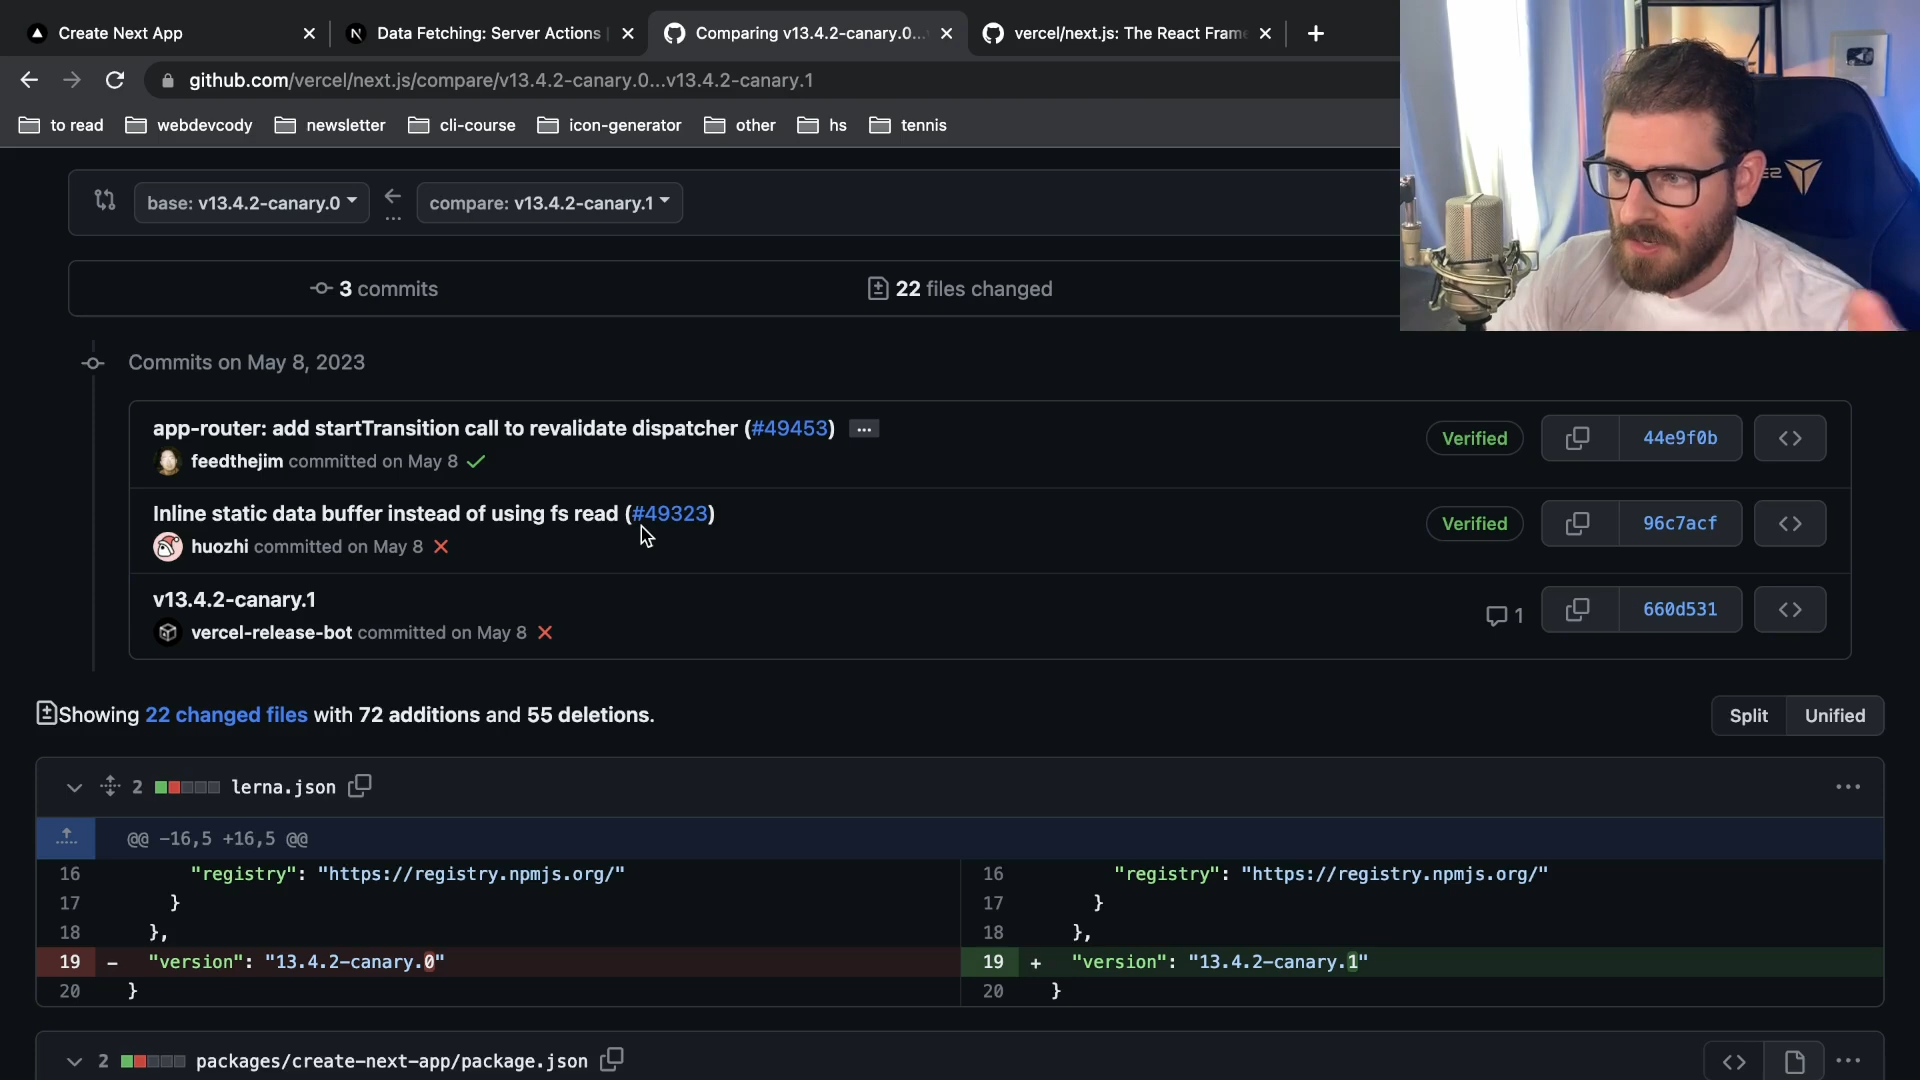 Create Next App
Data Fetching: Server Actions
Comparing v13.4.2-canary.0...
vercel/next.js: The React Frame
github.com/vercel/next.js/compare/v13.4.2-canary.0...v13.4.2-canary.1
to read
webdevcody
newsletter
cli-course
icon-generator
other
hs
tennis
base: v13.4.2-canary.0
compare: v13.4.2-canary.1
3 commits
22 files changed
Commits on May 8, 2023
app-router: add startTransition call to revalidate dispatcher (#49453) ...
feedthejim committed on May 8
Verified
44e9f0b
Inline static data buffer instead of using fs read (#49323)
huozhi committed on May 8
Verified
96c7acf
v13.4.2-canary.1
vercel-release-bot committed on May 8
1
660d531
Showing 22 changed files with 72 additions and 55 deletions.
Split
Unified
2 lerna.json
@@ -16,5 +16,5 @@
16 "registry": "https://registry.npmjs.org/"
17 }
18 },
19 - "version": "13.4.2-canary.0"
20 }
16 "registry": "https://registry.npmjs.org/"
17 }
18 },
19 + "version": "13.4.2-canary.1"
20 }
2 packages/create-next-app/package.json